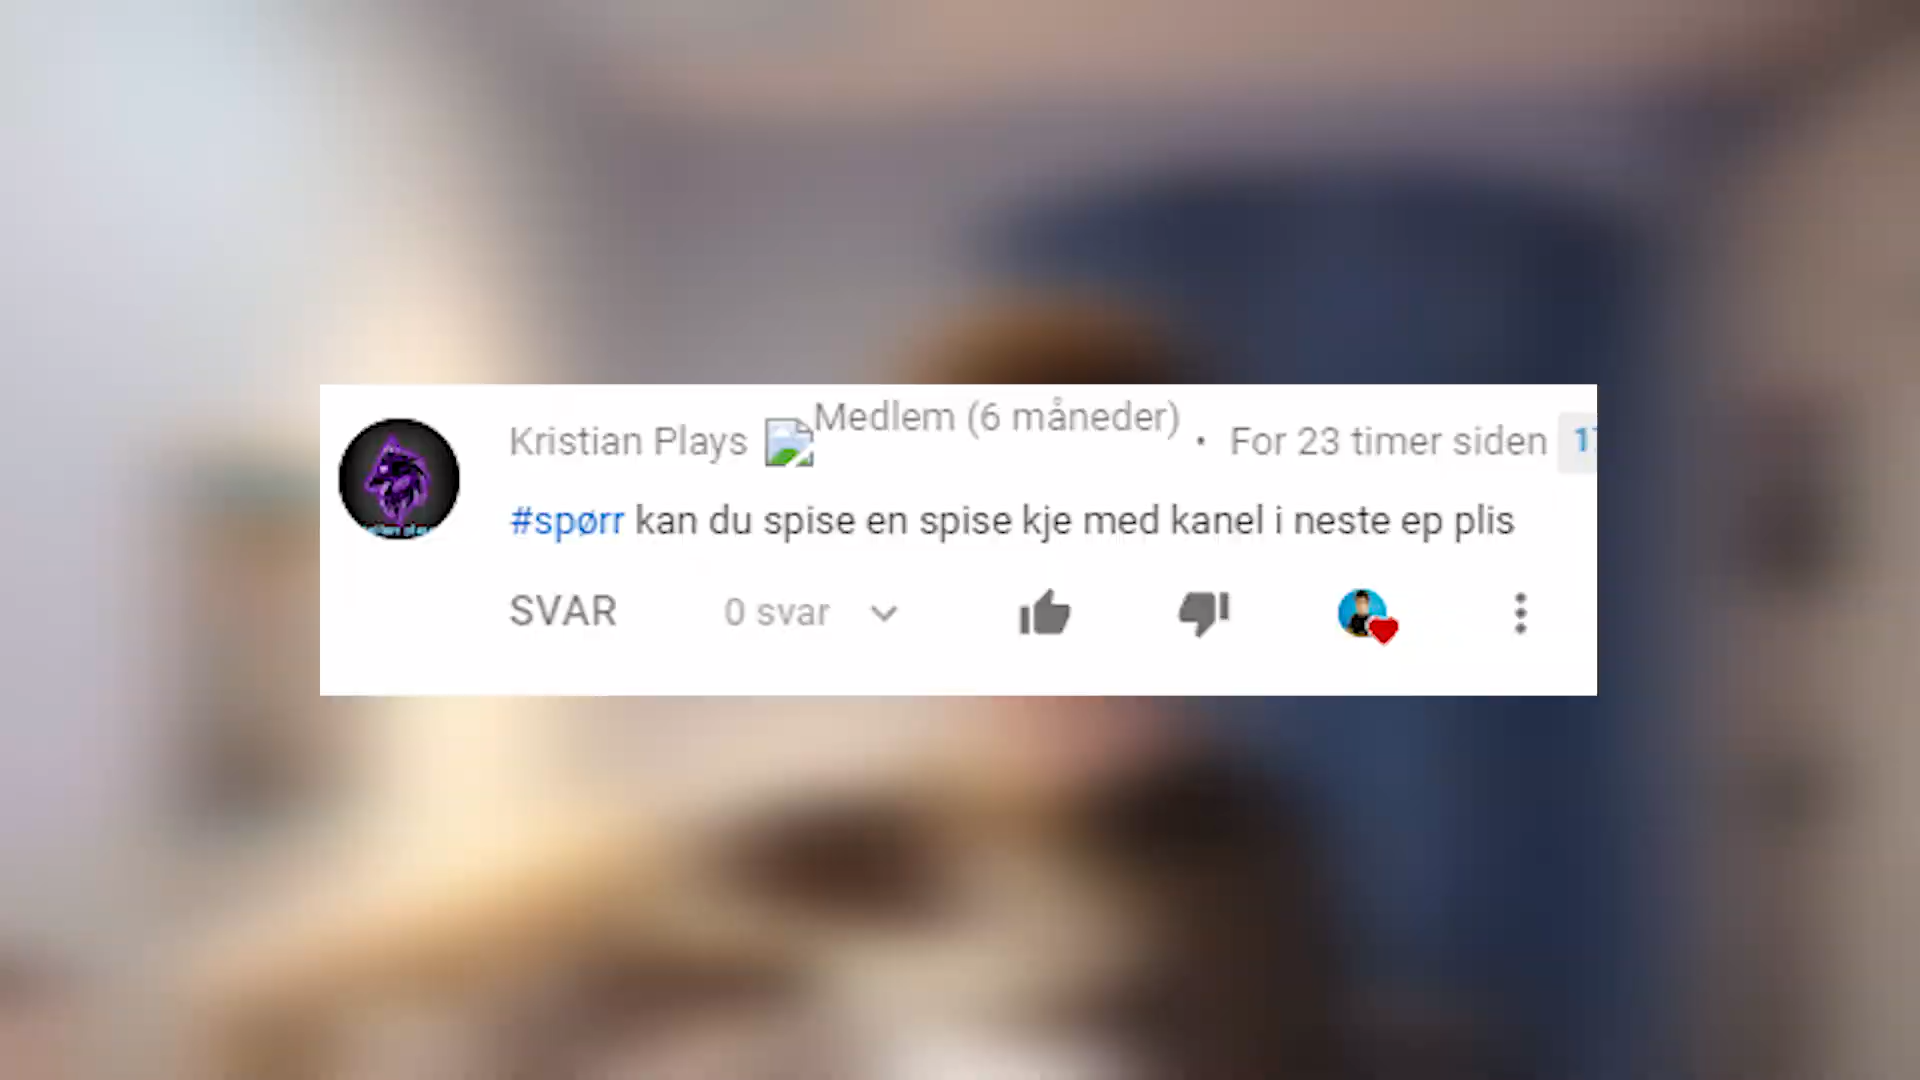 Kristian Plays Medlem (6 måneder) • For 23 timer siden
#spørr kan du spise en spise kje med kanel i neste ep plis
SVAR 0 svar